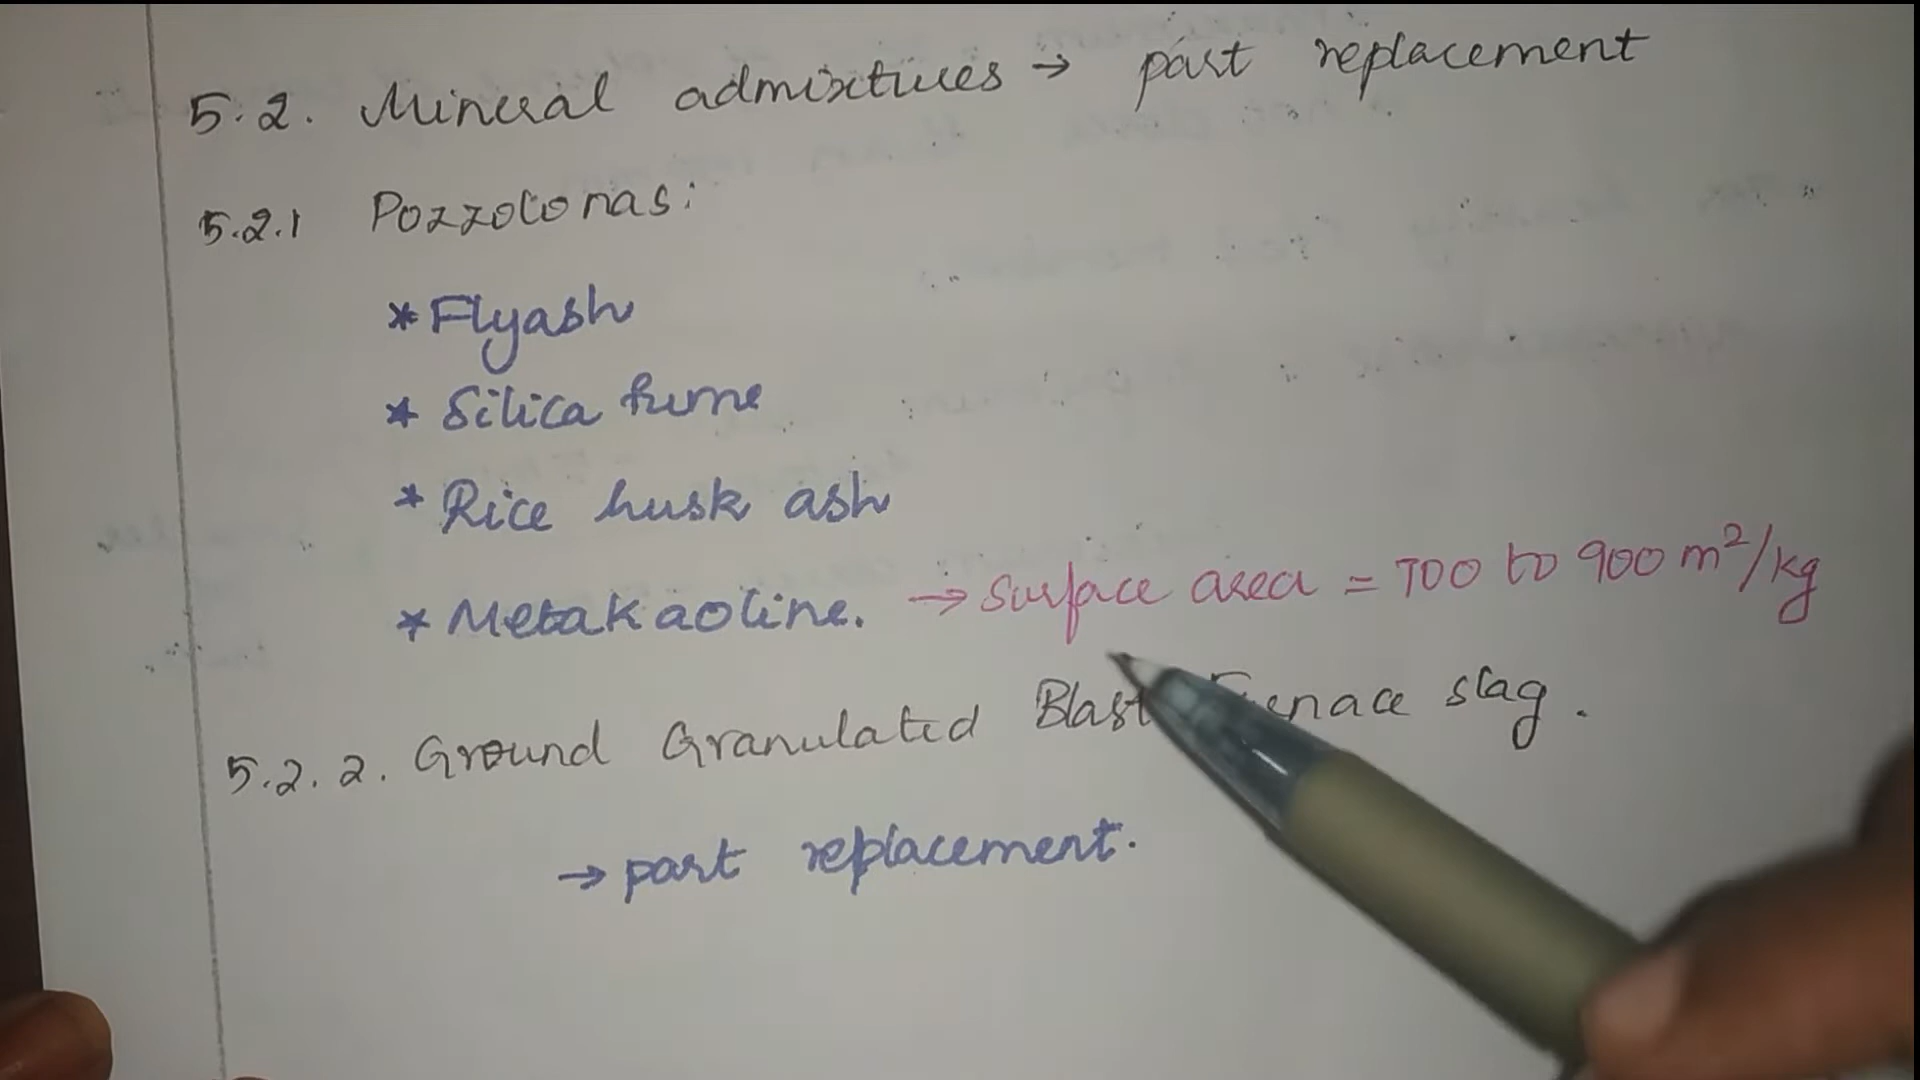 5.2. Mineral admixtures → part replacement
5.2.1 Pozzolonas:
* Flyash
* Silica fume
* Rice husk ash
* Metakaoline. → Surface area = 700 to 900 m²/kg
5.2.2. Ground Granulated Blast slag.
→ part replacement.